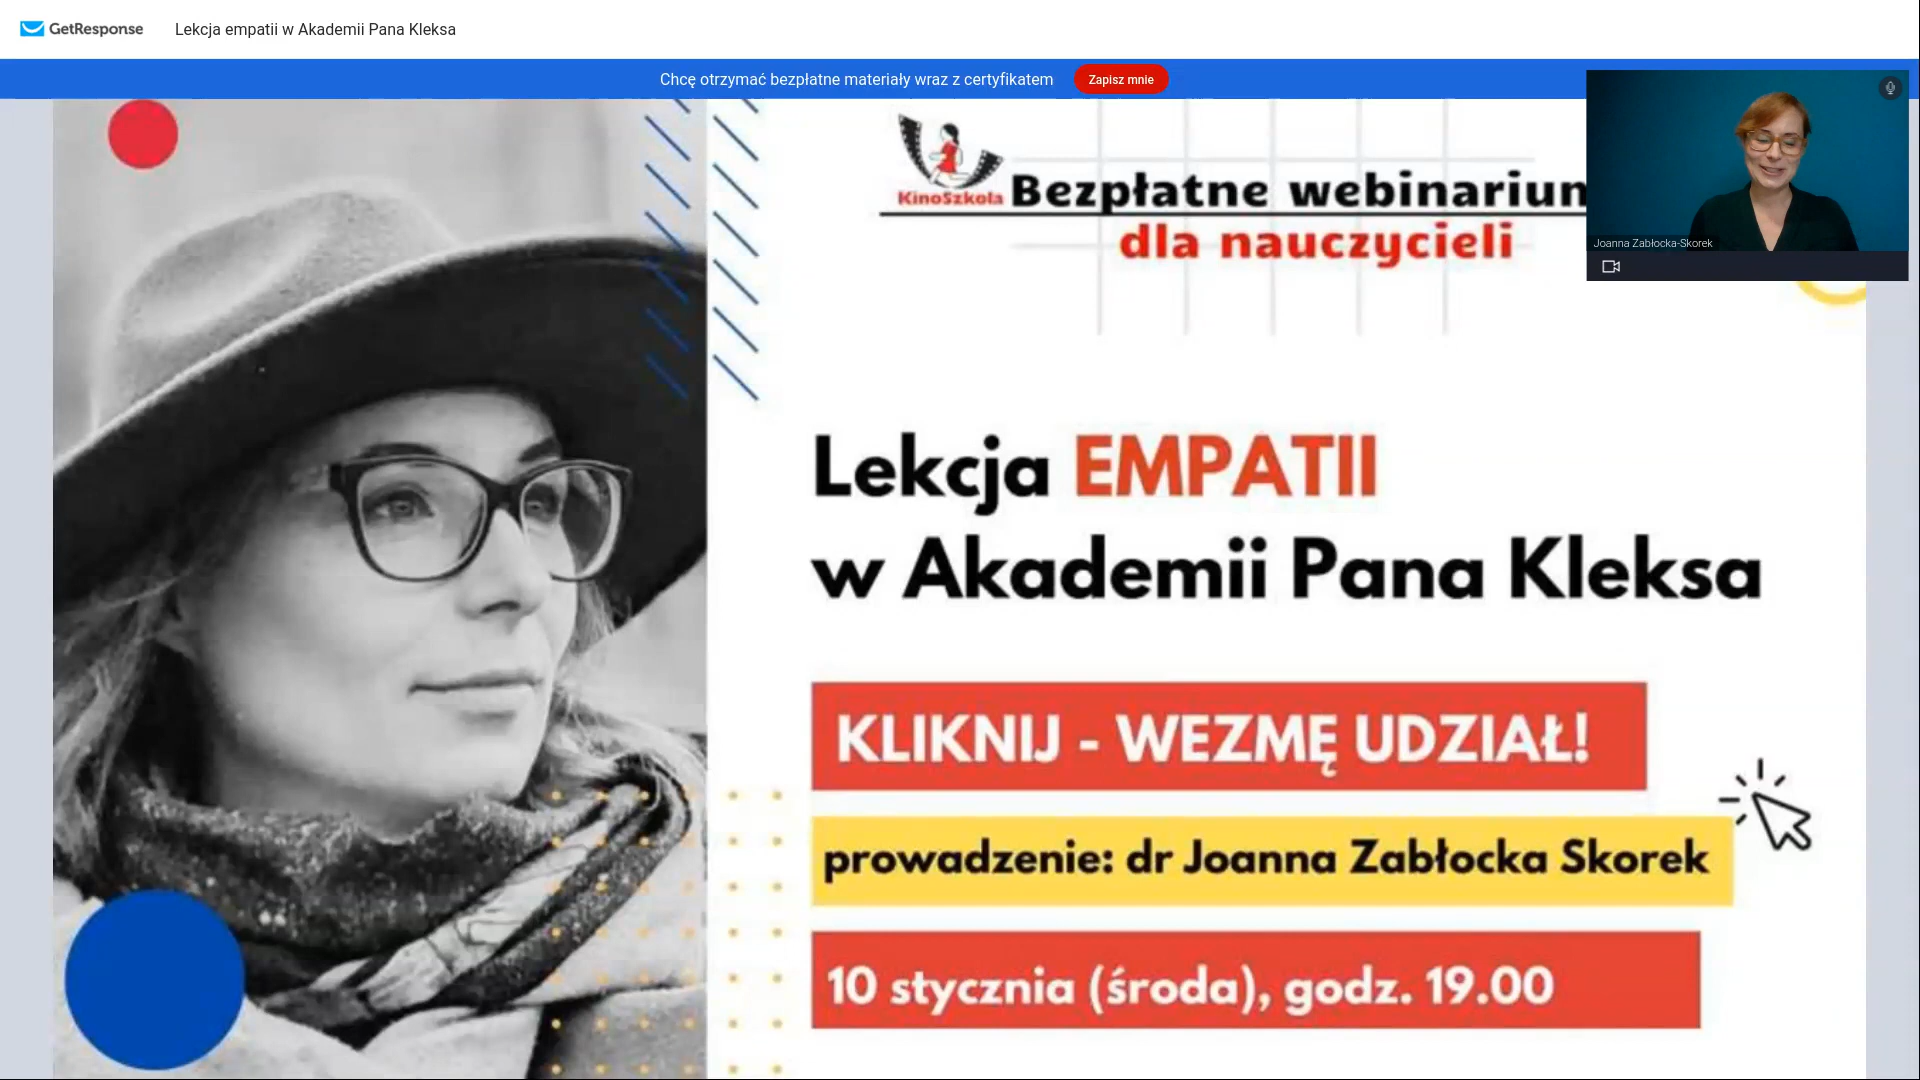 GetResponse
Lekcja empatii w Akademii Pana Kleksa
Chcę otrzymać bezpłatne materiały wraz z certyfikatem
Zapisz mnie
KinoSzkola
Bezpłatne webinarium
dla nauczycieli
Joanna Zabłocka-Skorek
Lekcja EMPATII
w Akademii Pana Kleksa
KLIKNIJ - WEZMĘ UDZIAŁ!
prowadzenie: dr Joanna Zabłocka Skorek
10 stycznia (środa), godz. 19.00